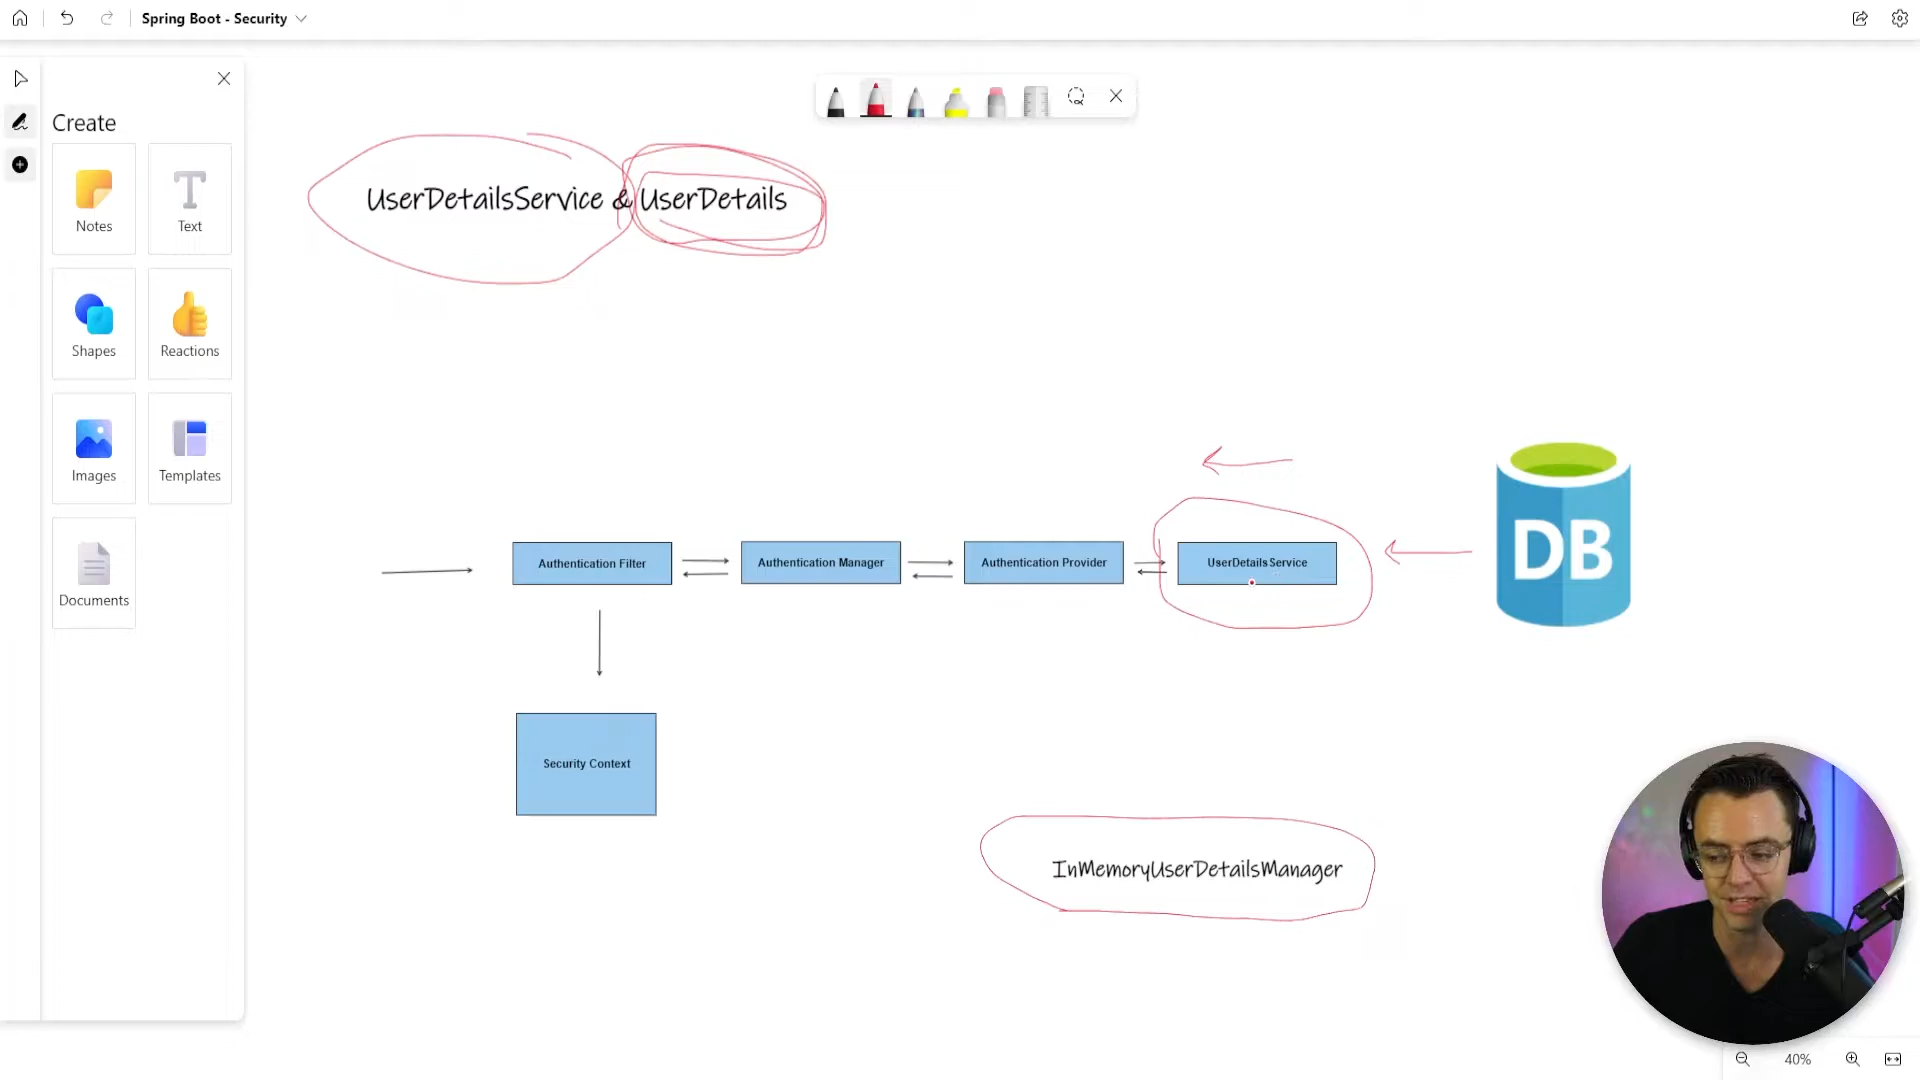 Spring Boot - Security
Create
Notes
Text
Shapes
Reactions
Images
Templates
Documents
UserDetailsService & UserDetails
Authentication Filter
Authentication Manager
Authentication Provider
UserDetailsService
DB
Security Context
InMemoryUserDetailsManager
40%